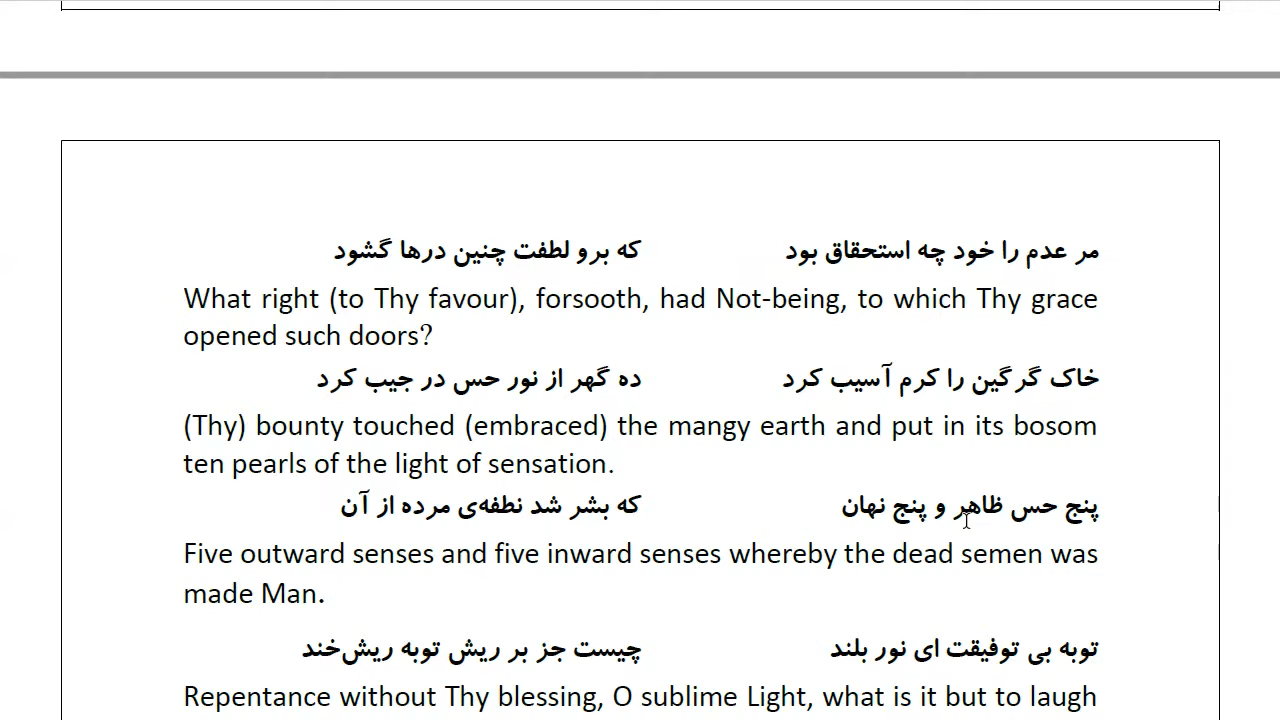 مر عدم را خود چه استحقاق بود که برو لطفت چنین درها گشود
What right (to Thy favour), forsooth, had Not-being, to which Thy grace
opened such doors?
خاک گرگین را کرم آسیب کرد ده گهر از نور حس در جیب کرد
(Thy) bounty touched (embraced) the mangy earth and put in its bosom
ten pearls of the light of sensation.
پنج حس ظاهر و پنج نهان که بشر شد نطفه‌ی مرده از آن
Five outward senses and five inward senses whereby the dead semen was
made Man.
توبه بی توفیقت ای نور بلند چیست جز بر ریش توبه ریش‌خند
Repentance without Thy blessing, O sublime Light, what is it but to laugh